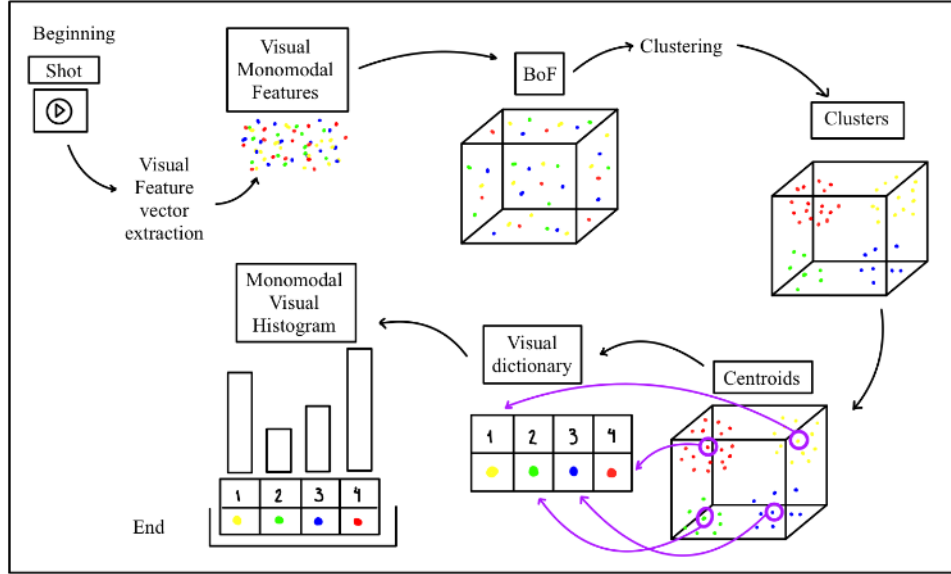 Beginning
Shot
Visual
Feature
vector
extraction
Visual
Monomodal
Features
BoF
Clustering
Clusters
Centroids
Visual
dictionary
1 2 3 4
Monomodal
Visual
Histogram
1 2 3 4
End